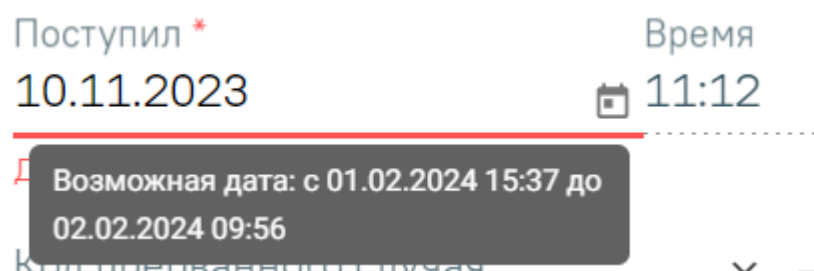 Поступил *
Время
10.11.2023
11:12
Возможная дата: с 01.02.2024 15:37 до
02.02.2024 09:56